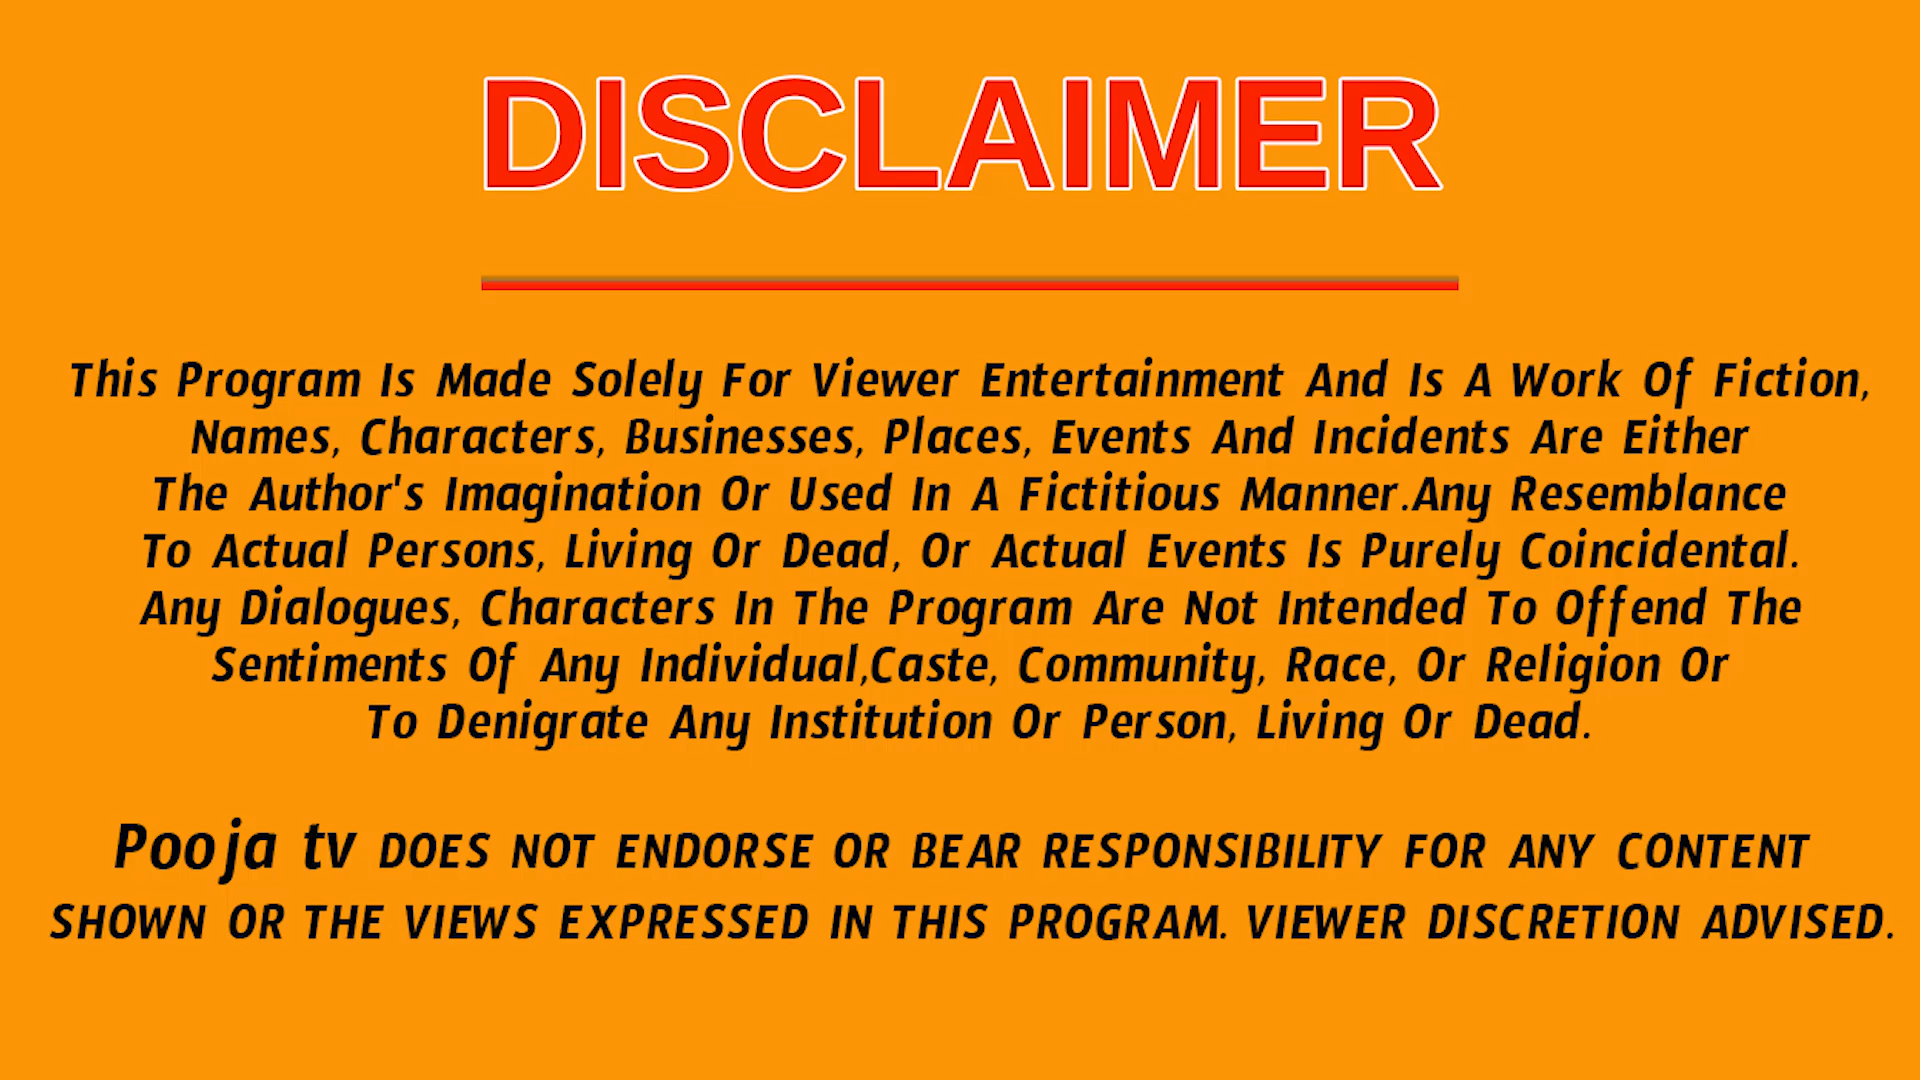 DISCLAIMER
This Program Is Made Solely For Viewer Entertainment And Is A Work Of Fiction,
Names, Characters, Businesses, Places, Events And Incidents Are Either
The Author's Imagination Or Used In A Fictitious Manner.Any Resemblance
To Actual Persons, Living Or Dead, Or Actual Events Is Purely Coincidental.
Any Dialogues, Characters In The Program Are Not Intended To Offend The
Sentiments Of Any Individual,Caste, Community, Race, Or Religion Or
To Denigrate Any Institution Or Person, Living Or Dead.
Pooja tv DOES NOT ENDORSE OR BEAR RESPONSIBILITY FOR ANY CONTENT
SHOWN OR THE VIEWS EXPRESSED IN THIS PROGRAM. VIEWER DISCRETION ADVISED.